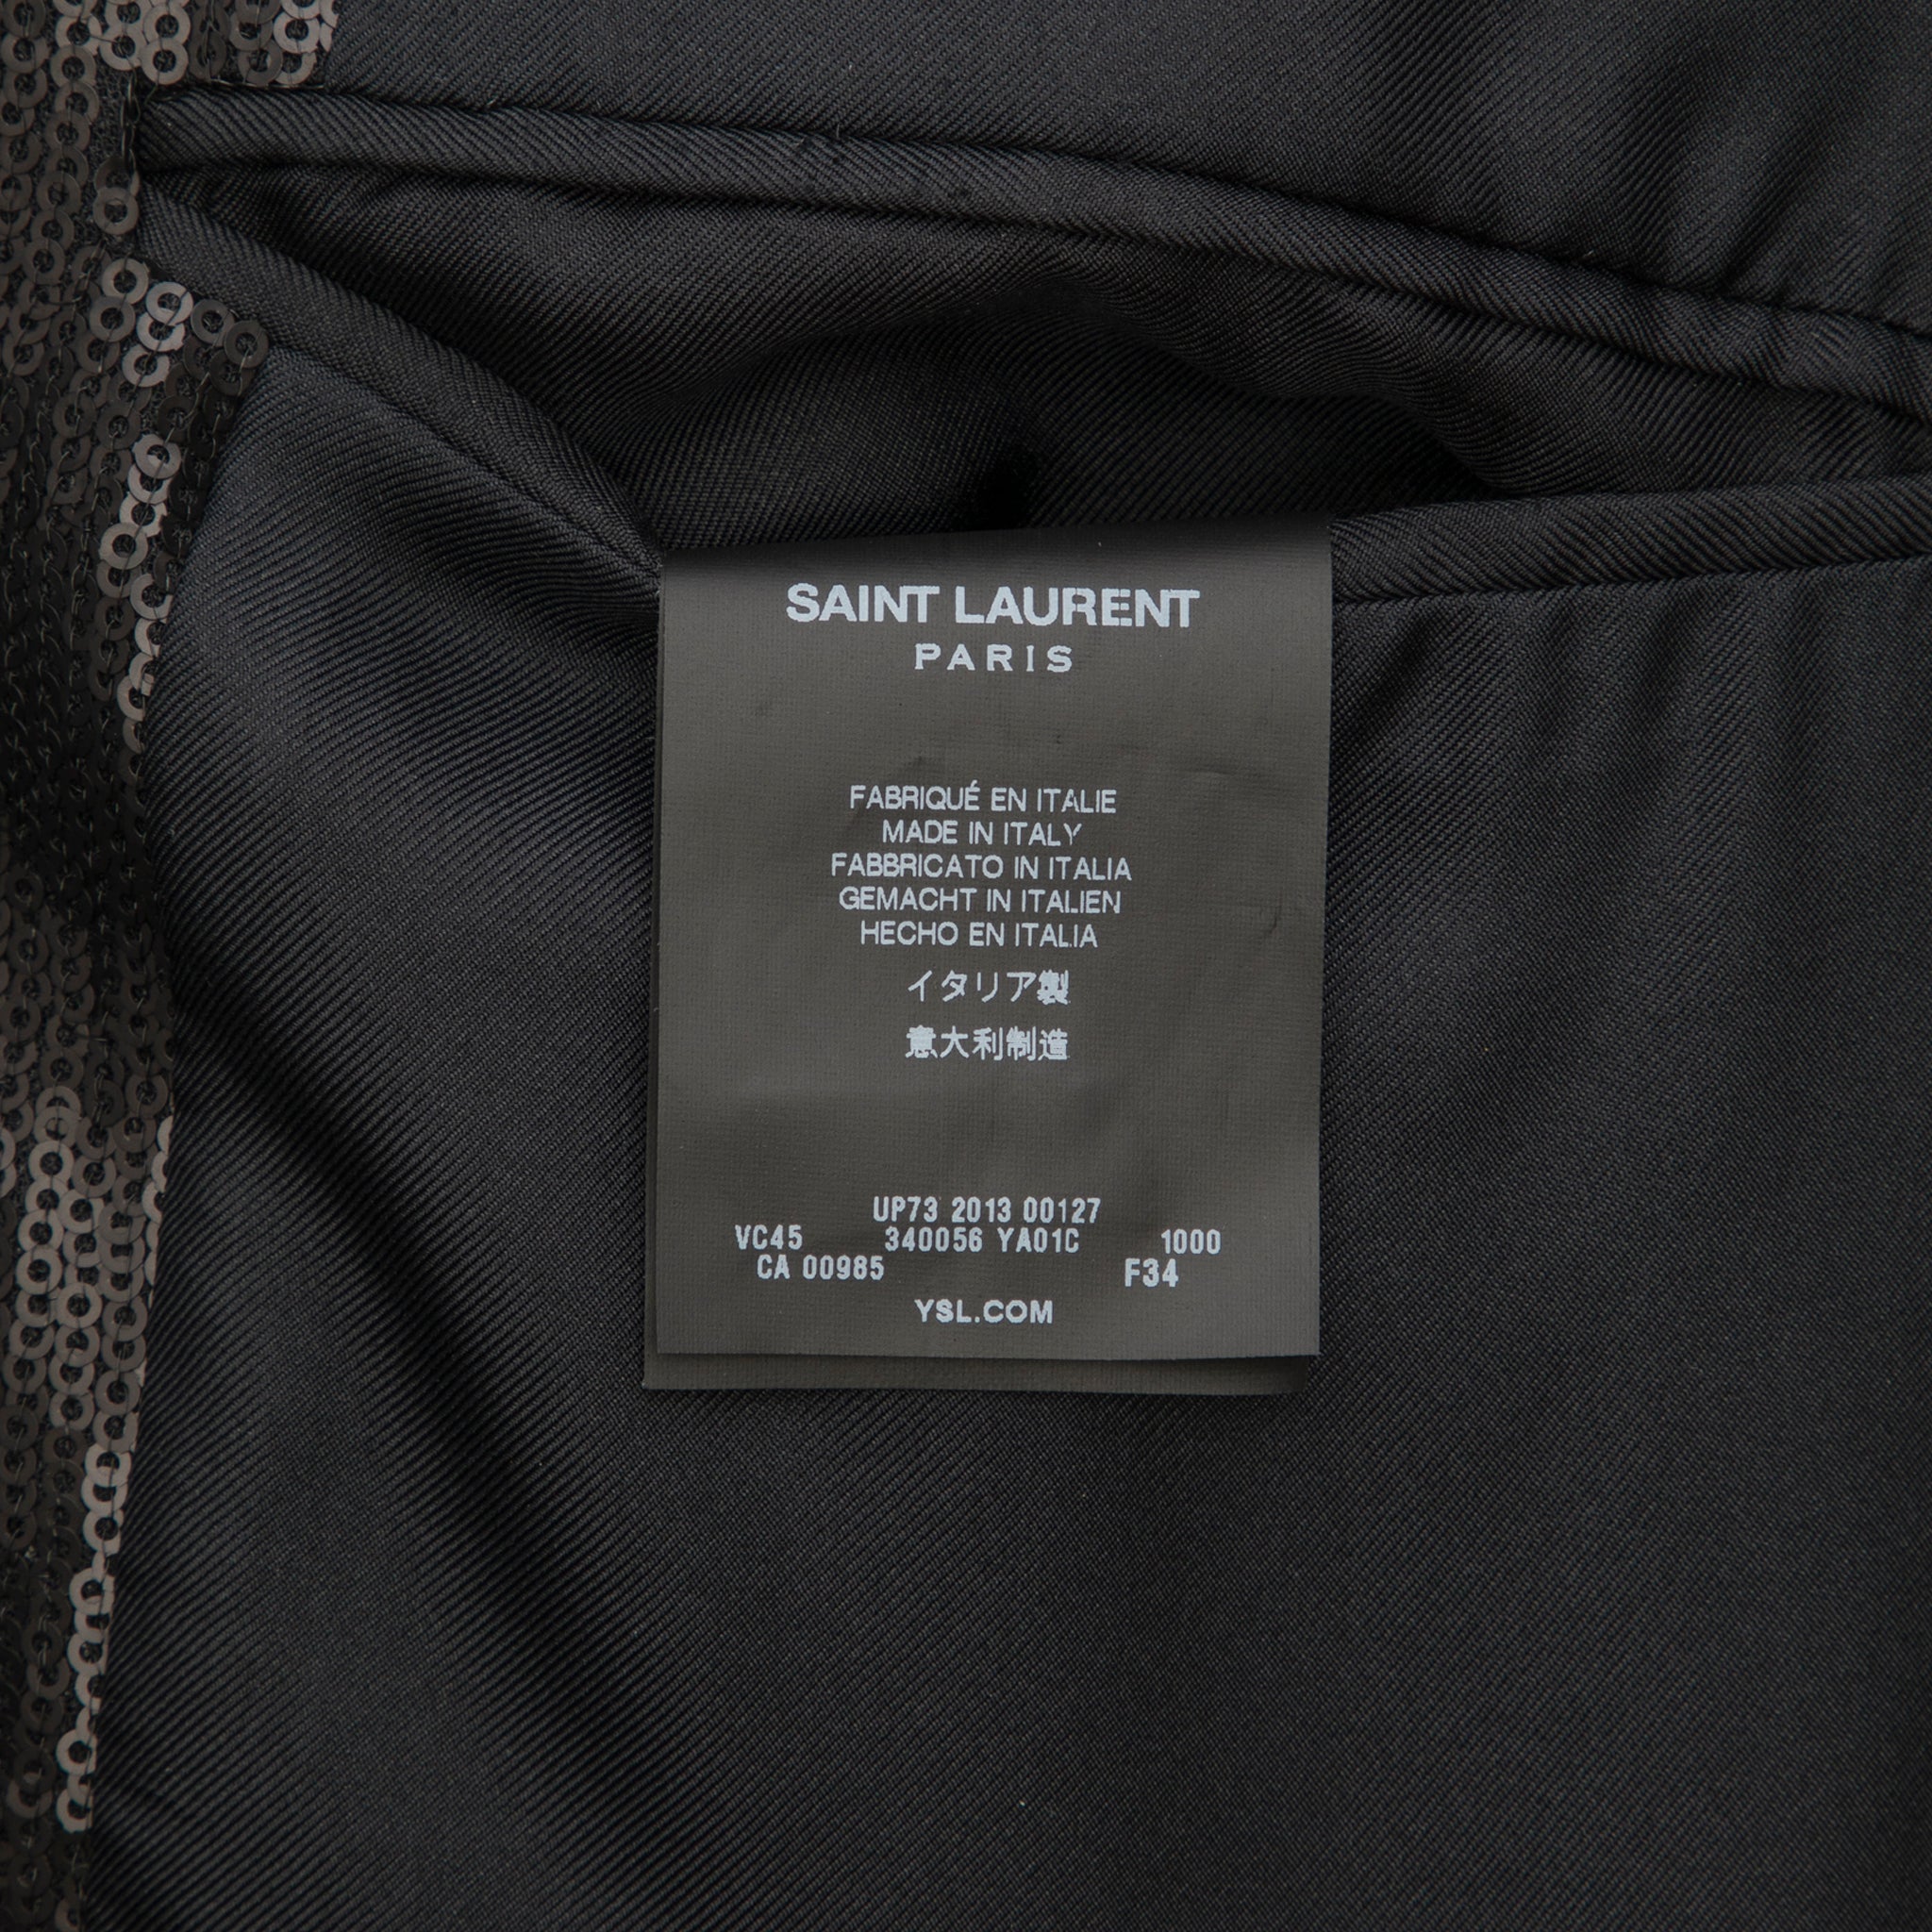 SAINT LAURENT
PARIS
FABRIQUÉ EN ITALIE
MADE IN ITALY
FABBRICATO IN ITALIA
GEMACHT IN ITALIEN
HECHO EN ITALIA
イタリア製
意大利制造
UP73 2013 00127
VC45 340056 YA01C 1000
CA 00985 F34
YSL.COM